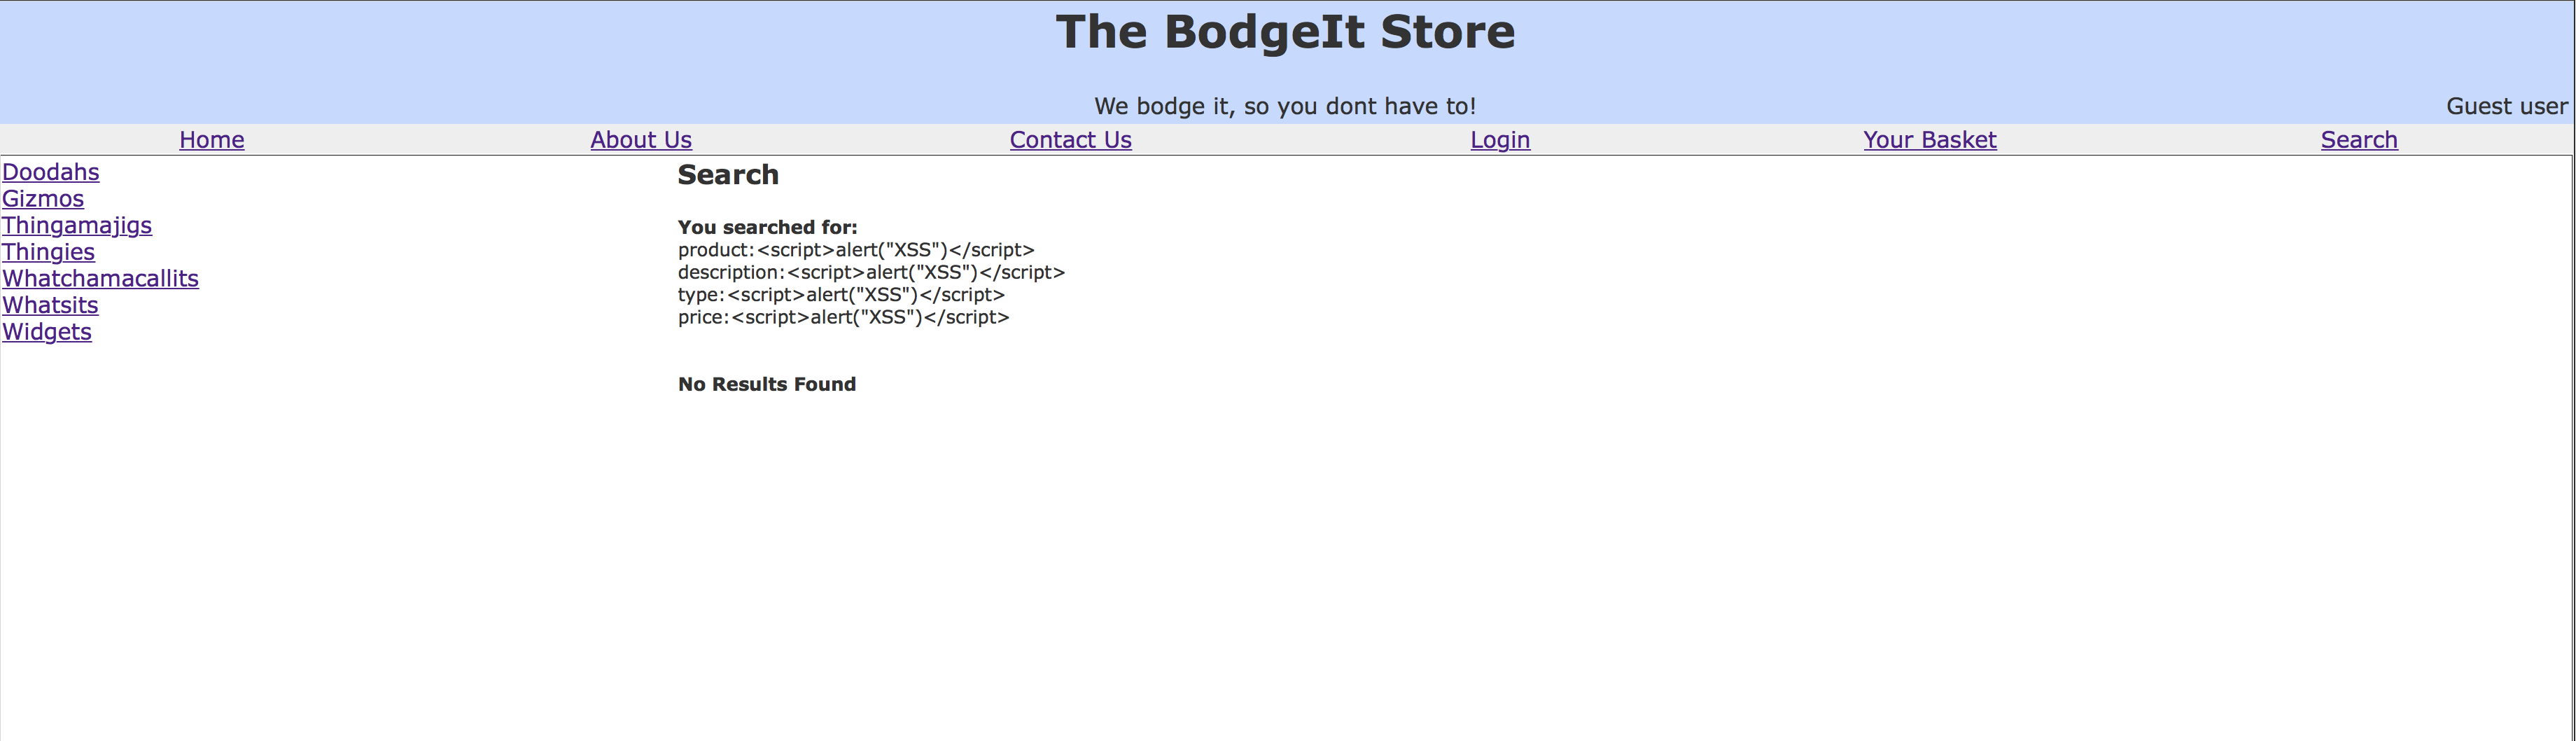 The BodgeIt Store
We bodge it, so you dont have to!
Guest user
Home
About Us
Contact Us
Login
Your Basket
Search
Doodahs
Gizmos
Thingamajigs
Thingies
Whatchamacallits
Whatsits
Widgets
Search
You searched for:
product:<script>alert("XSS")</script>
description:<script>alert("XSS")</script>
type:<script>alert("XSS")</script>
price:<script>alert("XSS")</script>
No Results Found